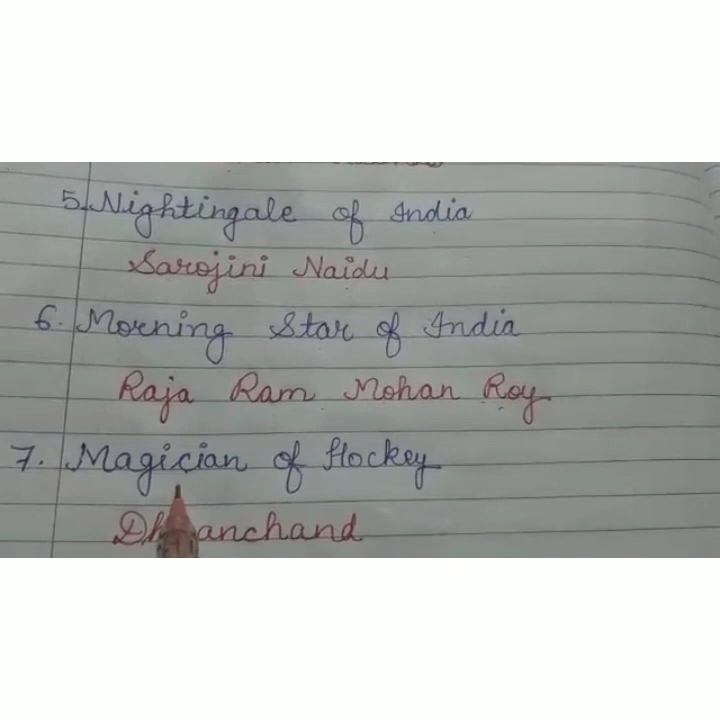 5. Nightingale of India
Sarojini Naidu
6. Morning Star of India
Raja Ram Mohan Roy
7. Magician of Hockey